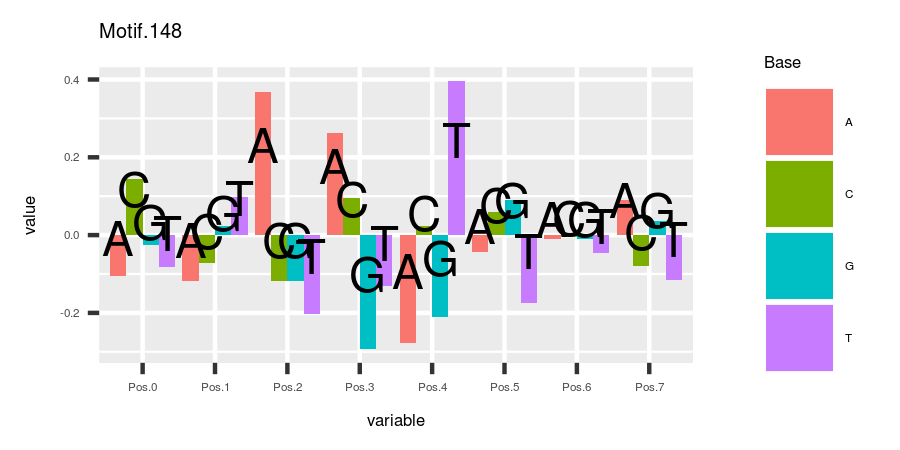 Motif.148
value
0.4
0.2
0.0
-0.2
A C G T A C G T A C G T A C G T A C G T A C G T A C G T A C G T
Pos.0 Pos.1 Pos.2 Pos.3 Pos.4 Pos.5 Pos.6 Pos.7
variable
Base
A
C
G
T